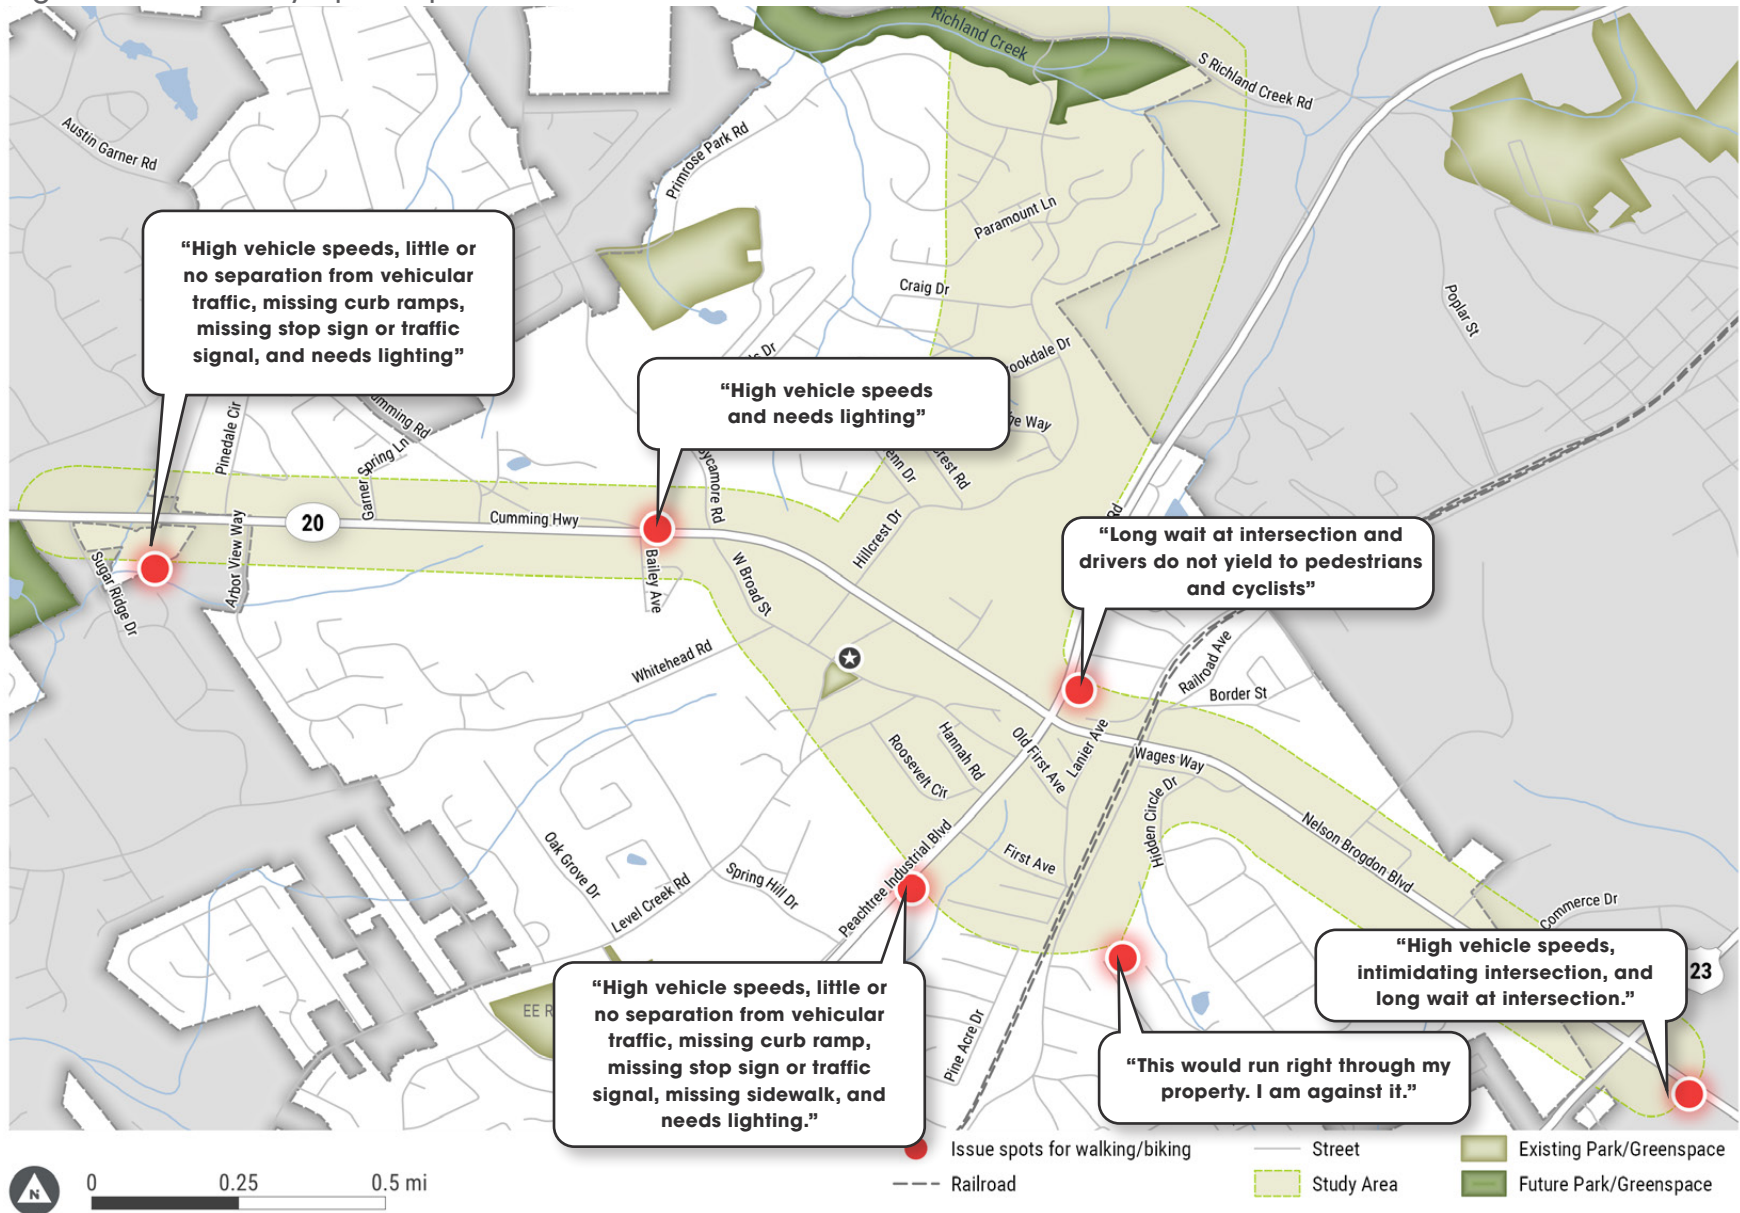 Richland Creek
S Richland Creek Rd
Austin Garner Rd
Primrose Park Rd
Paramount Ln
Craig Dr
Poplar St
“High vehicle speeds, little or
no separation from vehicular
traffic, missing curb ramps,
missing stop sign or traffic
signal, and needs lighting”
“High vehicle speeds
and needs lighting”
Dr
Way
Pinedale Cir
Rd
Garner Spring Ln
Sycamore Rd
Dr
Rd
20
Cumming Hwy
Hillcrest Dr
Rd
“Long wait at intersection and
drivers do not yield to pedestrians
and cyclists”
Sugar Ridge Dr
Arbor View Way
Bailey Ave
W Broad St
Whitehead Rd
Railroad Ave
Border St
Roosevelt Cir
Hannah Rd
Old First Ave
Lanier Ave
Wages Way
Hidden Circle Dr
Nelson Brogdon Blvd
Oak Grove Dr
Level Creek Rd
Spring Hill Dr
Peachtree Industrial Blvd
First Ave
Commerce Dr
23
“High vehicle speeds,
intimidating intersection, and
long wait at intersection.”
EE
“High vehicle speeds, little or
no separation from vehicular
traffic, missing curb ramp,
missing stop sign or traffic
signal, missing sidewalk, and
needs lighting.”
Pine Acre Dr
“This would run right through my
property. I am against it.”
N
0 0.25 0.5 mi
Issue spots for walking/biking
Railroad
Street
Study Area
Existing Park/Greenspace
Future Park/Greenspace